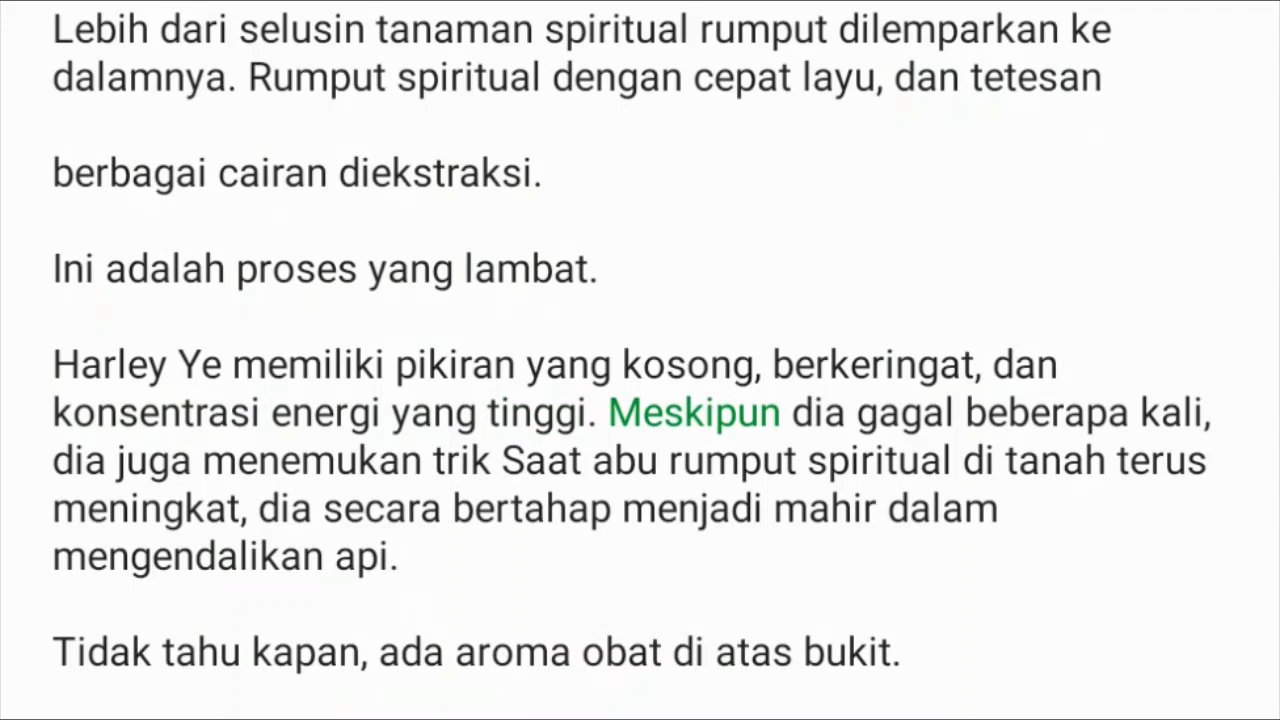 Lebih dari selusin tanaman spiritual rumput dilemparkan ke
dalamnya. Rumput spiritual dengan cepat layu, dan tetesan
berbagai cairan diekstraksi.
Ini adalah proses yang lambat.
Harley Ye memiliki pikiran yang kosong, berkeringat, dan
konsentrasi energi yang tinggi. Meskipun dia gagal beberapa kali,
dia juga menemukan trik Saat abu rumput spiritual di tanah terus
meningkat, dia secara bertahap menjadi mahir dalam
mengendalikan api.
Tidak tahu kapan, ada aroma obat di atas bukit.